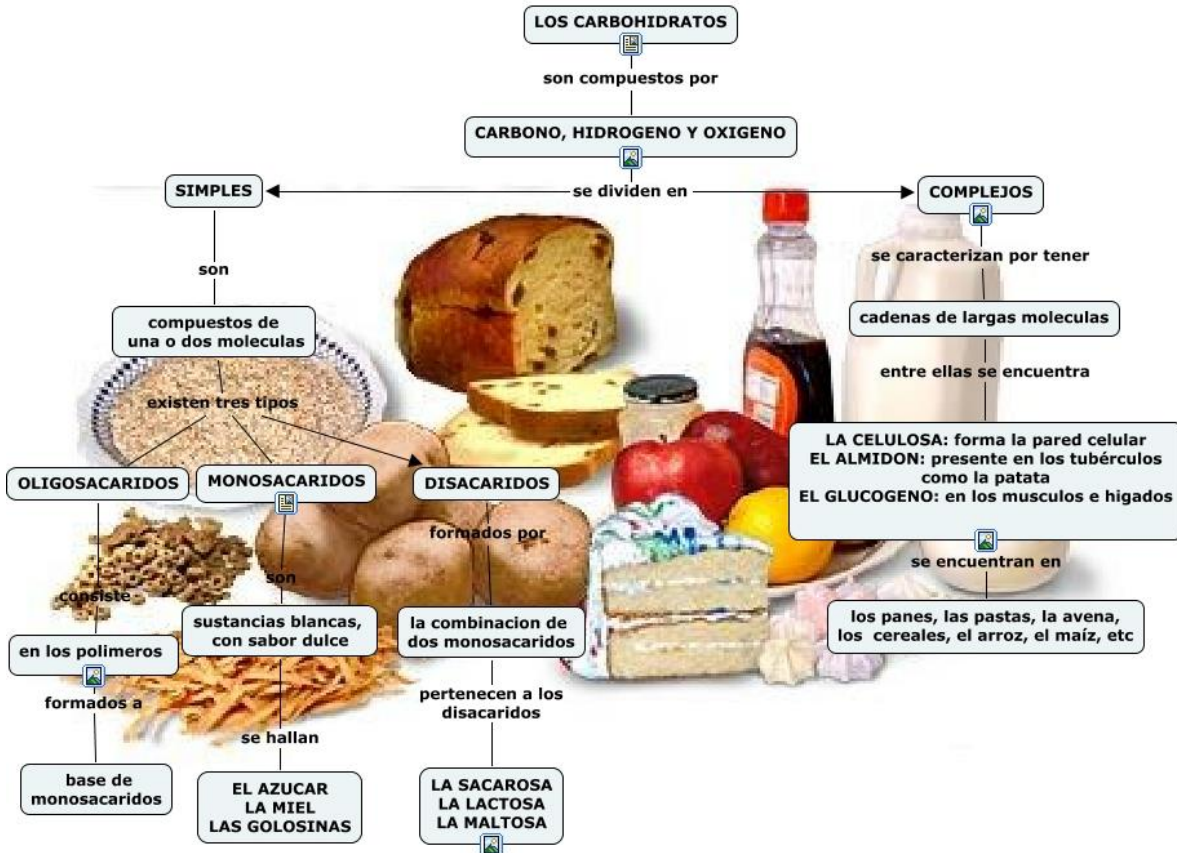 LOS CARBOHIDRATOS
son compuestos por
CARBONO, HIDROGENO Y OXIGENO
se dividen en
SIMPLES
son
compuestos de
una o dos moleculas
existen tres tipos
OLIGOSACARIDOS
consiste
en los polimeros
formados a
base de
monosacaridos
MONOSACARIDOS
son
sustancias blancas,
con sabor dulce
se hallan
EL AZUCAR
LA MIEL
LAS GOLOSINAS
DISACARIDOS
formados por
la combinacion de
dos monosacaridos
pertenecen a los
disacaridos
LA SACAROSA
LA LACTOSA
LA MALTOSA
COMPLEJOS
se caracterizan por tener
cadenas de largas moleculas
entre ellas se encuentra
LA CELULOSA: forma la pared celular
EL ALMIDON: presente en los tubérculos
como la patata
EL GLUCOGENO: en los musculos e higados
se encuentran en
los panes, las pastas, la avena,
los cereales, el arroz, el maíz, etc